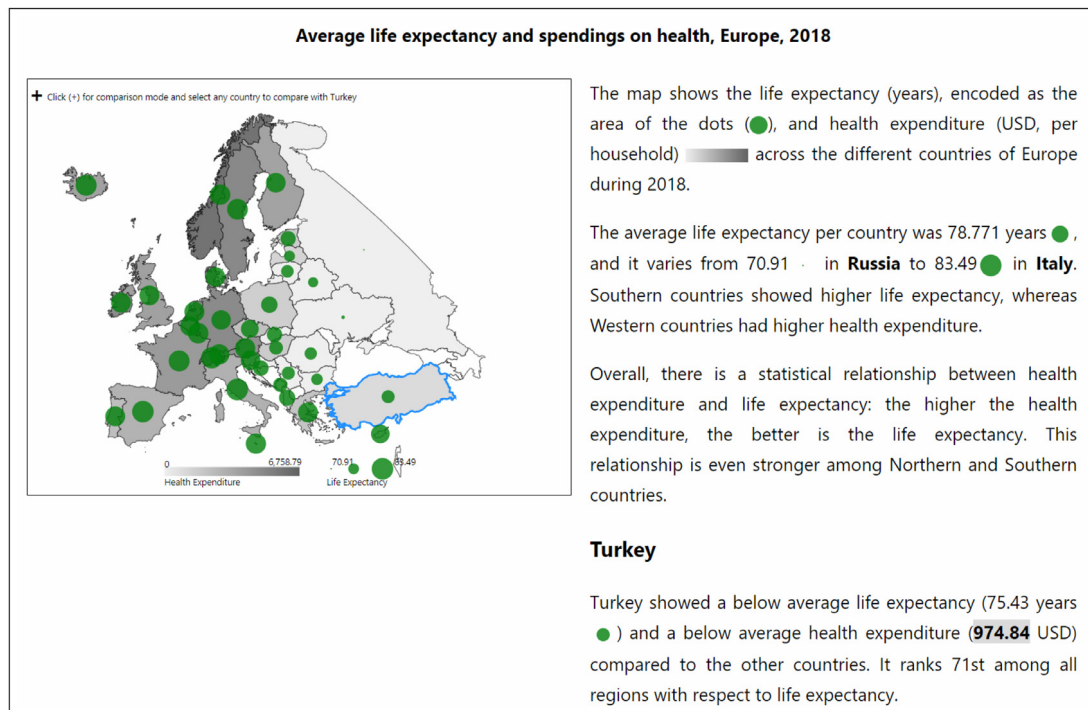 Average life expectancy and spendings on health, Europe, 2018
+ Click (+) for comparison mode and select any country to compare with Turkey
0 6,758.79 70.91 83.49
Health Expenditure Life Expectancy
The map shows the life expectancy (years), encoded as the
area of the dots ( ), and health expenditure (USD, per
household) across the different countries of Europe
during 2018.
The average life expectancy per country was 78.771 years ,
and it varies from 70.91 in Russia to 83.49 in Italy.
Southern countries showed higher life expectancy, whereas
Western countries had higher health expenditure.
Overall, there is a statistical relationship between health
expenditure and life expectancy: the higher the health
expenditure, the better is the life expectancy. This
relationship is even stronger among Northern and Southern
countries.
Turkey
Turkey showed a below average life expectancy (75.43 years
) and a below average health expenditure (974.84 USD)
compared to the other countries. It ranks 71st among all
regions with respect to life expectancy.